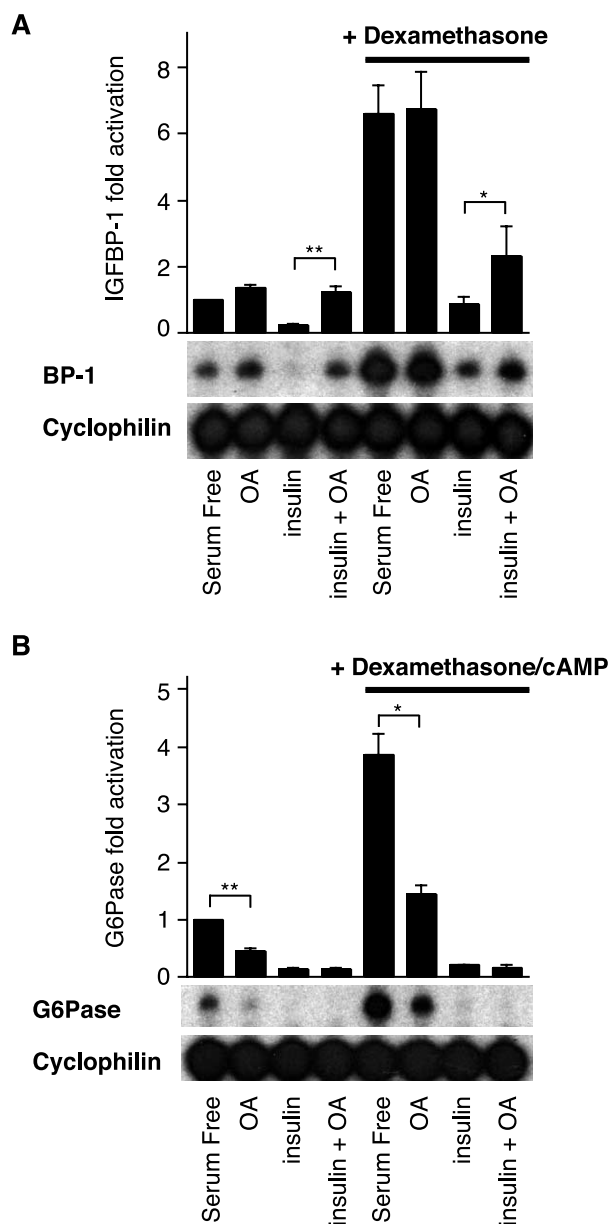 A
+ Dexamethasone
IGFBP-1 fold activation
8
6
4
2
0
**
*
BP-1
Cyclophilin
Serum Free
OA
insulin
insulin + OA
Serum Free
OA
insulin
insulin + OA
B
+ Dexamethasone/cAMP
G6Pase fold activation
5
4
3
2
1
0
**
*
G6Pase
Cyclophilin
Serum Free
OA
insulin
insulin + OA
Serum Free
OA
insulin
insulin + OA